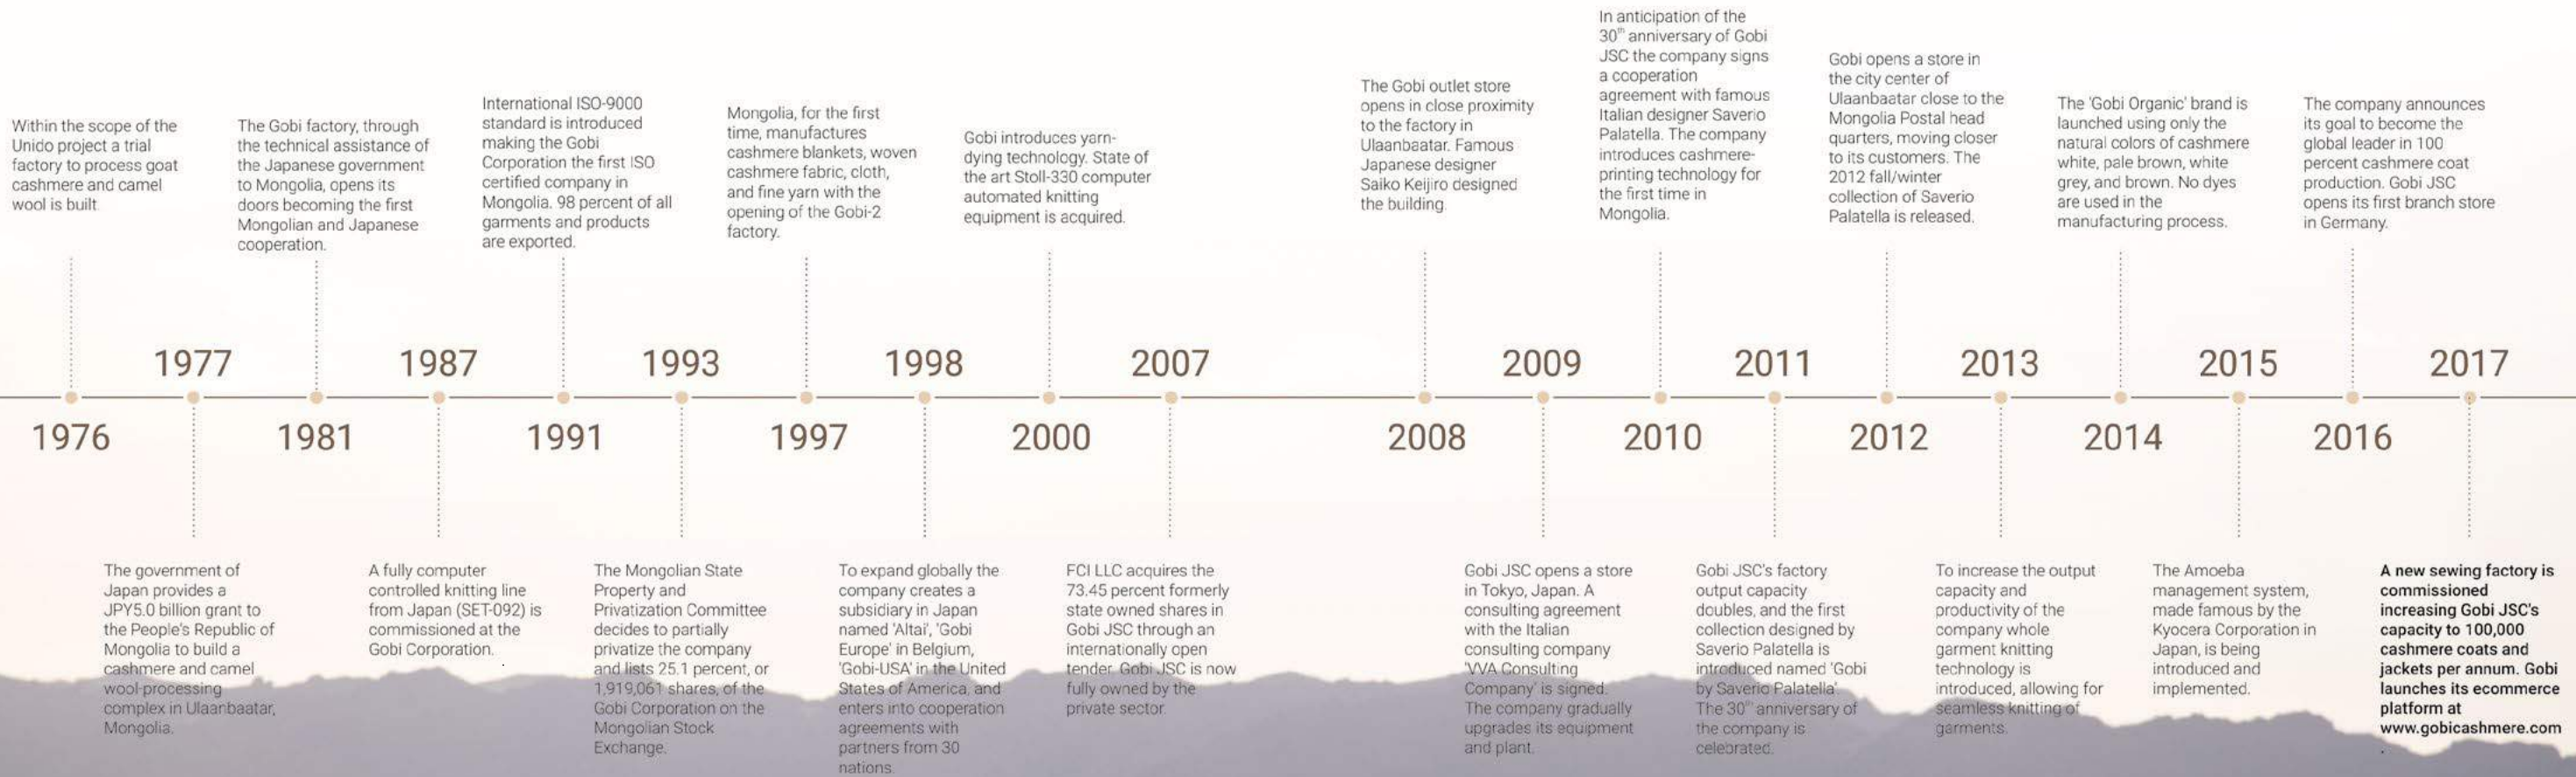 Within the scope of the
Unido project a trial
factory to process goat
cashmere and camel
wool is built.
The Gobi factory, through
the technical assistance of
the Japanese government
to Mongolia, opens its
doors becoming the first
Mongolian and Japanese
cooperation.
International ISO-9000
standard is introduced
making the Gobi
Corporation the first ISO
certified company in
Mongolia. 98 percent of all
garments and products
are exported.
Mongolia, for the first
time, manufactures
cashmere blankets, woven
cashmere fabric, cloth,
and fine yarn with the
opening of the Gobi-2
factory.
Gobi introduces yarn-
dying technology. State of
the art Stoll-330 computer
automated knitting
equipment is acquired.
The Gobi outlet store
opens in close proximity
to the factory in
Ulaanbaatar. Famous
Japanese designer
Saiko Keijiro designed
the building.
In anticipation of the
30th anniversary of Gobi
JSC the company signs
a cooperation
agreement with famous
Italian designer Saverio
Palatella. The company
introduces cashmere-
printing technology for
the first time in
Mongolia.
Gobi opens a store in
the city center of
Ulaanbaatar close to the
Mongolia Postal head
quarters, moving closer
to its customers. The
2012 fall/winter
collection of Saverio
Palatella is released.
The 'Gobi Organic' brand is
launched using only the
natural colors of cashmere
white, pale brown, white
grey, and brown. No dyes
are used in the
manufacturing process.
The company announces
its goal to become the
global leader in 100
percent cashmere coat
production. Gobi JSC
opens its first branch store
in Germany.
1977
1987
1993
1998
2007
2009
2011
2013
2015
2017
1976
1981
1991
1997
2000
2008
2010
2012
2014
2016
The government of
Japan provides a
JPY5.0 billion grant to
the People's Republic of
Mongolia to build a
cashmere and camel
wool-processing
complex in Ulaanbaatar,
Mongolia.
A fully computer
controlled knitting line
from Japan (SET-092) is
commissioned at the
Gobi Corporation.
The Mongolian State
Property and
Privatization Committee
decides to partially
privatize the company
and lists 25.1 percent, or
1,919,061 shares, of the
Gobi Corporation on the
Mongolian Stock
Exchange.
To expand globally the
company creates a
subsidiary in Japan
named 'Altai', 'Gobi
Europe' in Belgium,
'Gobi-USA' in the United
States of America, and
enters into cooperation
agreements with
partners from 30
nations.
FCI LLC acquires the
73.45 percent formerly
state owned shares in
Gobi JSC through an
internationally open
tender. Gobi JSC is now
fully owned by the
private sector.
Gobi JSC opens a store
in Tokyo, Japan. A
consulting agreement
with the Italian
consulting company
'VVA Consulting
Company' is signed.
The company gradually
upgrades its equipment
and plant.
Gobi JSC's factory
output capacity
doubles, and the first
collection designed by
Saverio Palatella is
introduced named 'Gobi
by Saverio Palatella'.
The 30th anniversary of
the company is
celebrated.
To increase the output
capacity and
productivity of the
company whole
garment knitting
technology is
introduced, allowing for
seamless knitting of
garments.
The Amoeba
management system,
made famous by the
Kyocera Corporation in
Japan, is being
introduced and
implemented.
A new sewing factory is
commissioned
increasing Gobi JSC's
capacity to 100,000
cashmere coats and
jackets per annum. Gobi
launches its ecommerce
platform at
www.gobicashmere.com
.